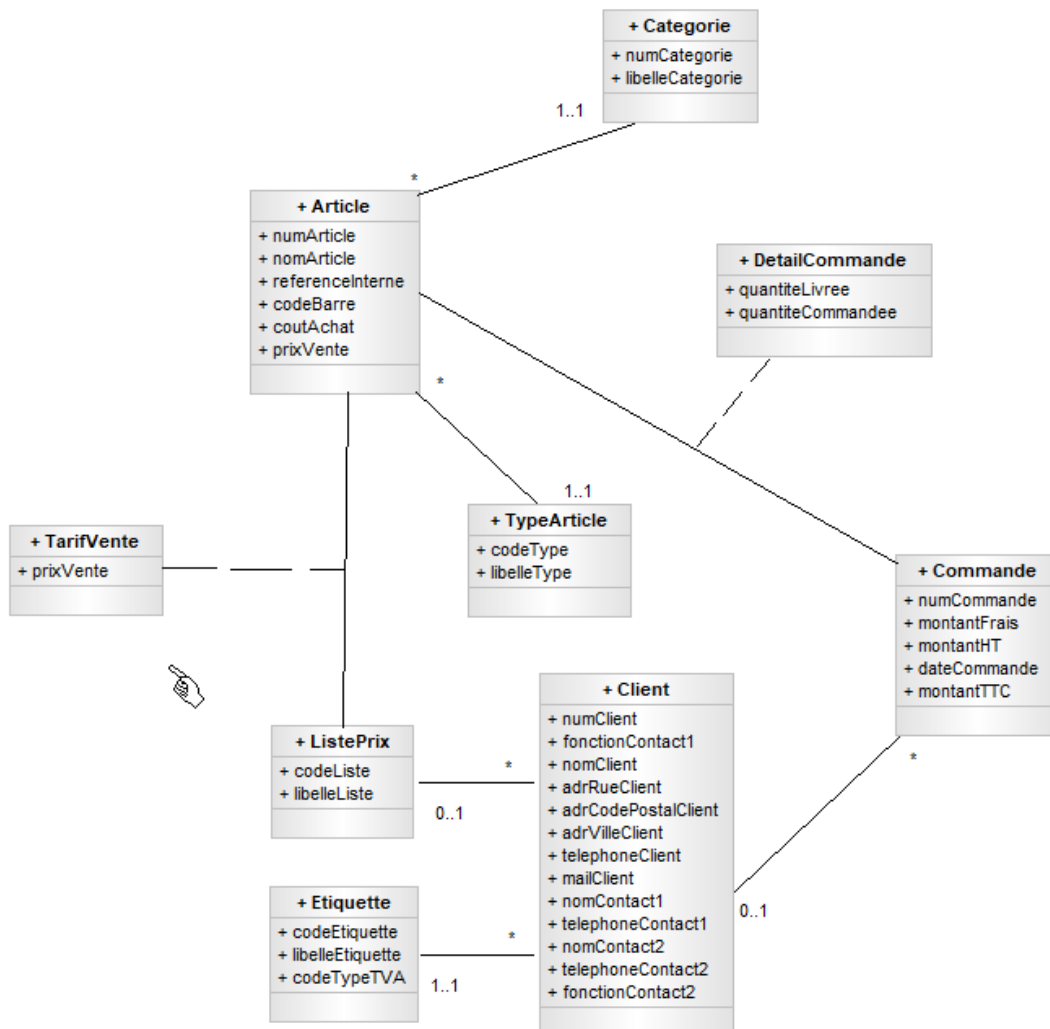 + Categorie
+ numCategorie
+ libelleCategorie
1..1
*
+ Article
+ numArticle
+ nomArticle
+ referenceInterne
+ codeBarre
+ coutAchat
+ prixVente
+ DetailCommande
+ quantiteLivree
+ quantiteCommandee
*
1..1
+ TypeArticle
+ codeType
+ libelleType
+ TarifVente
+ prixVente
+ Commande
+ numCommande
+ montantFrais
+ montantHT
+ dateCommande
+ montantTTC
*
+ ListePrix
+ codeListe
+ libelleListe
*
0..1
+ Client
+ numClient
+ fonctionContact1
+ nomClient
+ adrRueClient
+ adrCodePostalClient
+ adrVilleClient
+ telephoneClient
+ mailClient
+ nomContact1
+ telephoneContact1
+ nomContact2
+ telephoneContact2
+ fonctionContact2
0..1
+ Etiquette
+ codeEtiquette
+ libelleEtiquette
+ codeTypeTVA
*
1..1